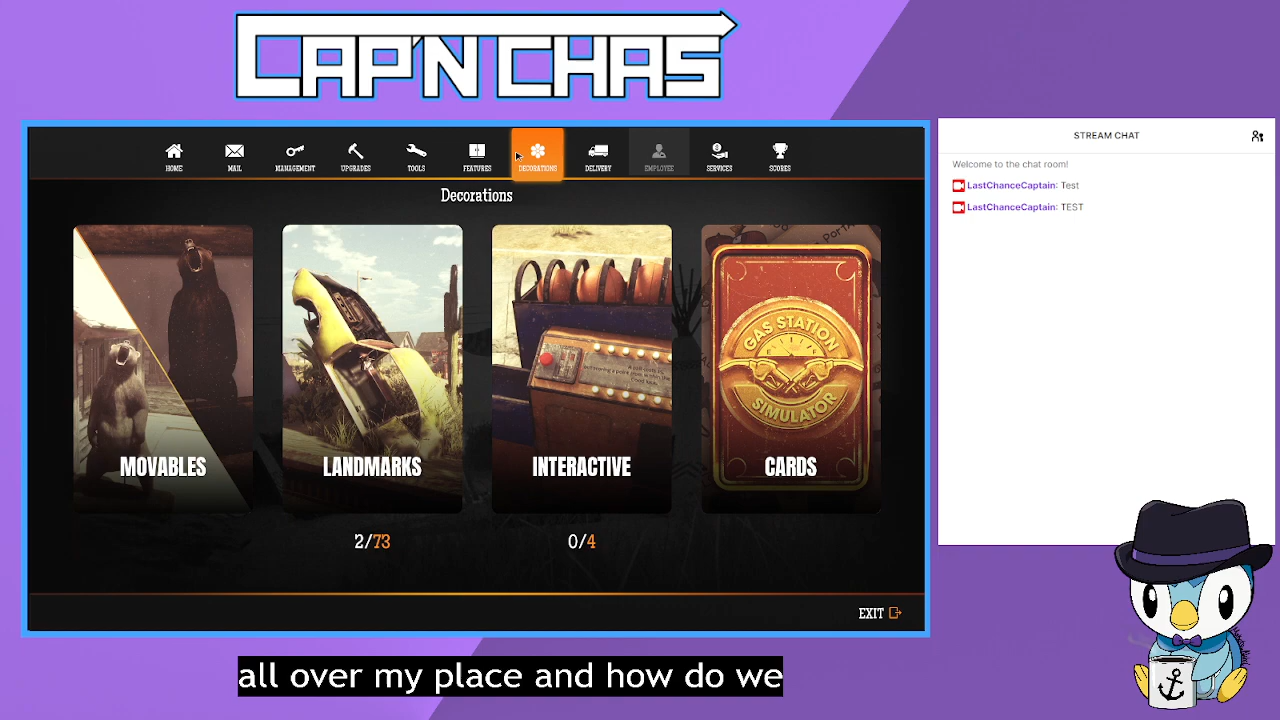 CAP'N CHAS
STREAM CHAT
Welcome to the chat room!
LastChanceCaptain: Test
LastChanceCaptain: TEST
HOME
MAIL
MANAGEMENT
UPGRADES
TOOLS
FEATURES
DECORATIONS
DELIVERY
EMPLOYEE
SERVICES
SCORES
Decorations
GAS STATION
SIMULATOR
MOVABLES
LANDMARKS
INTERACTIVE
CARDS
2/73
0/4
EXIT
all over my place and how do we